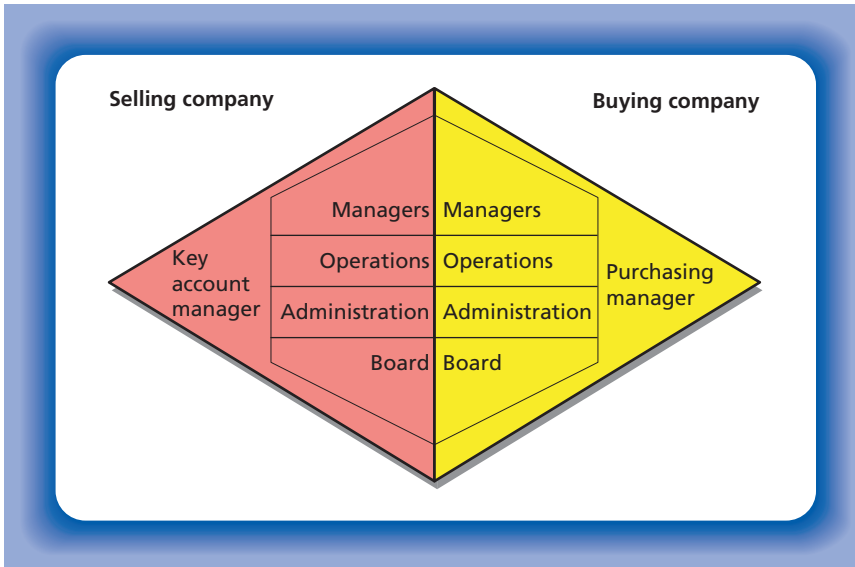 Selling company
Buying company
Managers Managers
Operations Operations
Administration Administration
Board Board
Key
account
manager
Purchasing
manager